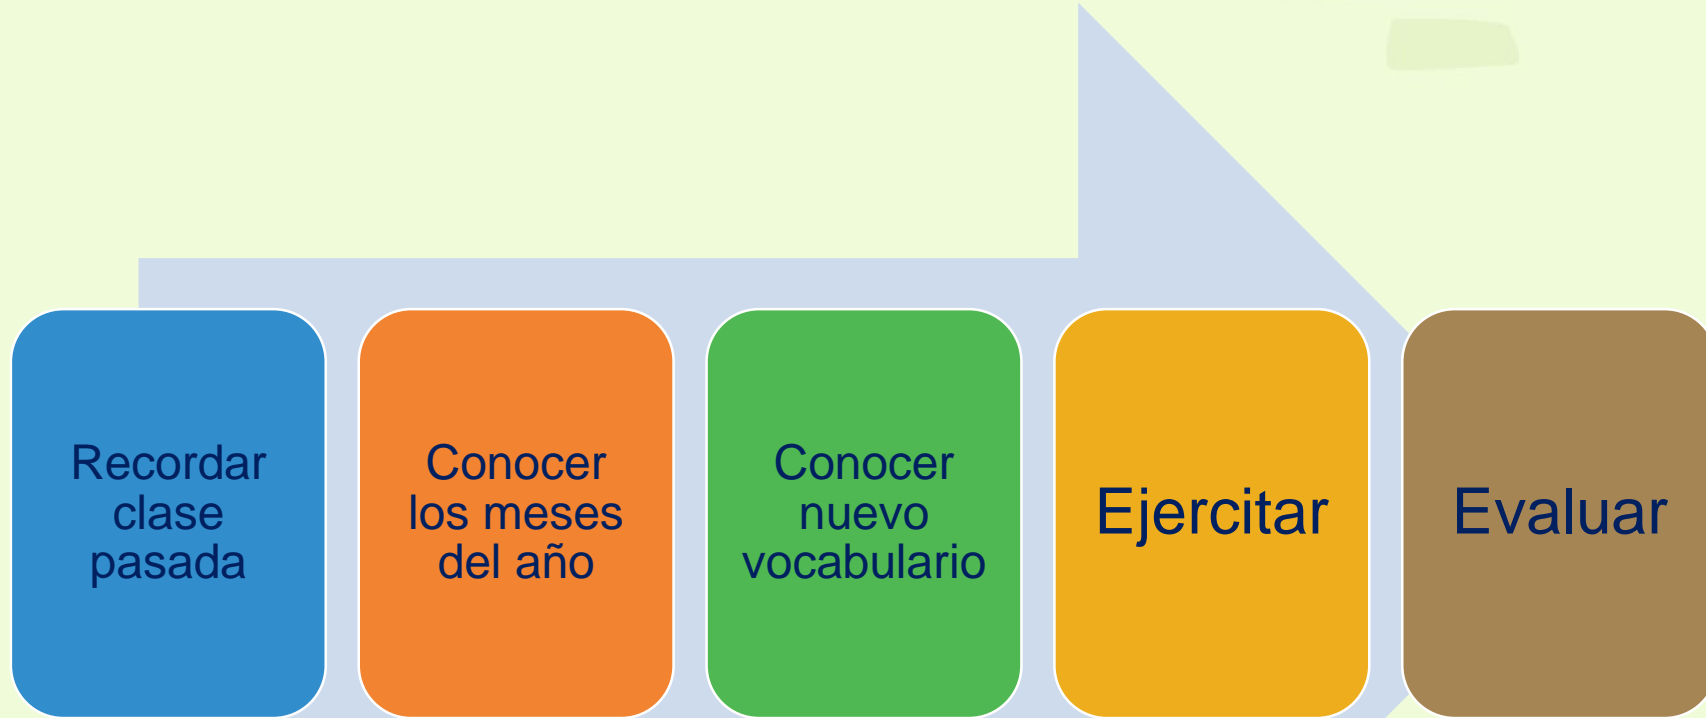 Recordar
clase
pasada
Conocer
los meses
del año
Conocer
nuevo
vocabulario
Ejercitar
Evaluar